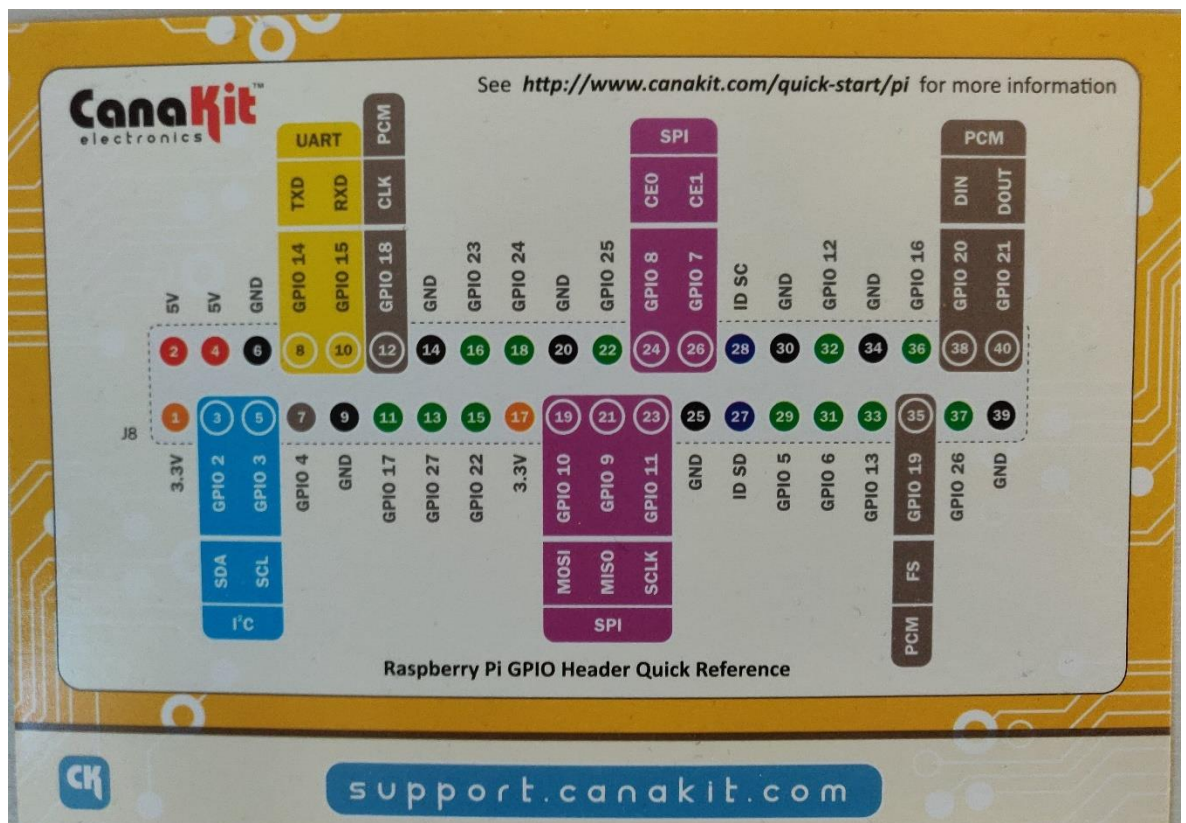 CanaKit™
electronics
See http://www.canakit.com/quick-start/pi for more information
UART PCM SPI PCM
TXD RXD CLK CE0 CE1 DIN DOUT
5V 5V GND GPIO 14 GPIO 15 GPIO 18 GND GPIO 23 GPIO 24 GND GPIO 25 GPIO 8 GPIO 7 ID SC GND GPIO 12 GND GPIO 16 GPIO 20 GPIO 21
2 4 6 8 10 12 14 16 18 20 22 24 26 28 30 32 34 36 38 40
J8 1 3 5 7 9 11 13 15 17 19 21 23 25 27 29 31 33 35 37 39
3.3V GPIO 2 GPIO 3 GPIO 4 GND GPIO 17 GPIO 27 GPIO 22 3.3V GPIO 10 GPIO 9 GPIO 11 GND ID SD GPIO 5 GPIO 6 GPIO 13 GPIO 19 GPIO 26 GND
SDA SCL MOSI MISO SCLK FS
I²C SPI PCM
Raspberry Pi GPIO Header Quick Reference
CK support.canakit.com